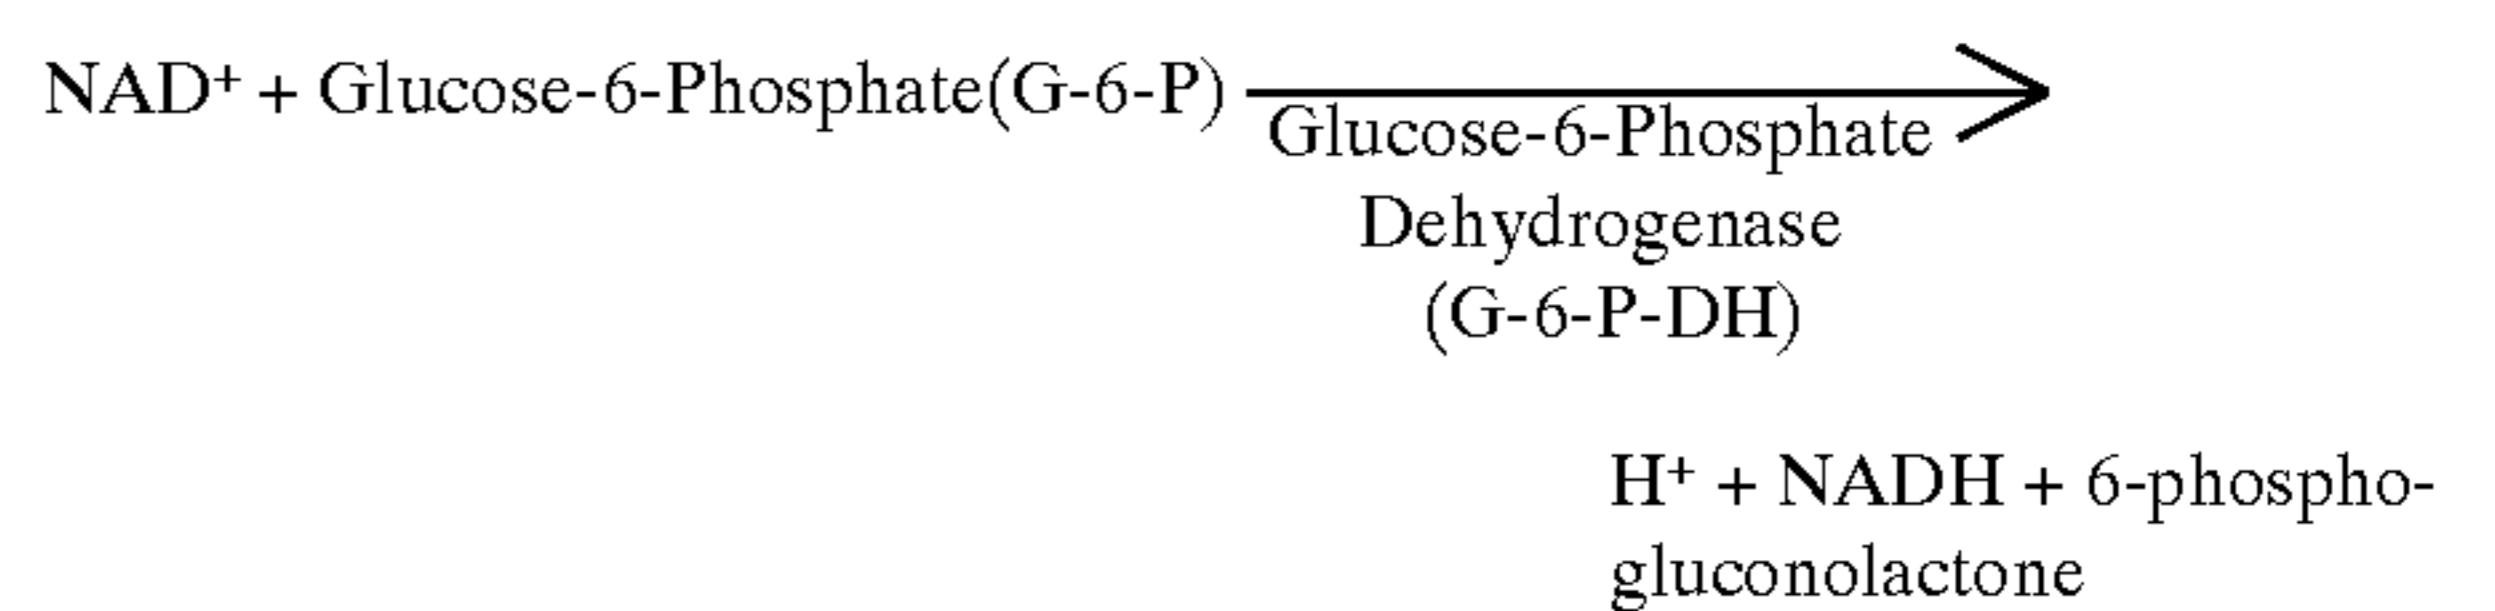 NAD⁺ + Glucose-6-Phosphate(G-6-P)
Glucose-6-Phosphate
Dehydrogenase
(G-6-P-DH)
H⁺ + NADH + 6-phospho-
gluconolactone